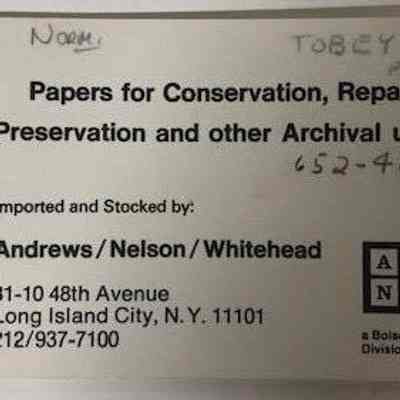 Norm, TOBEY
Papers for Conservation, Repa
Preservation and other Archival u
652-4
mported and Stocked by:
Andrews/Nelson/Whitehead
31-10 48th Avenue
Long Island City, N.Y. 11101
212/937-7100
A
N
a Bois
Division